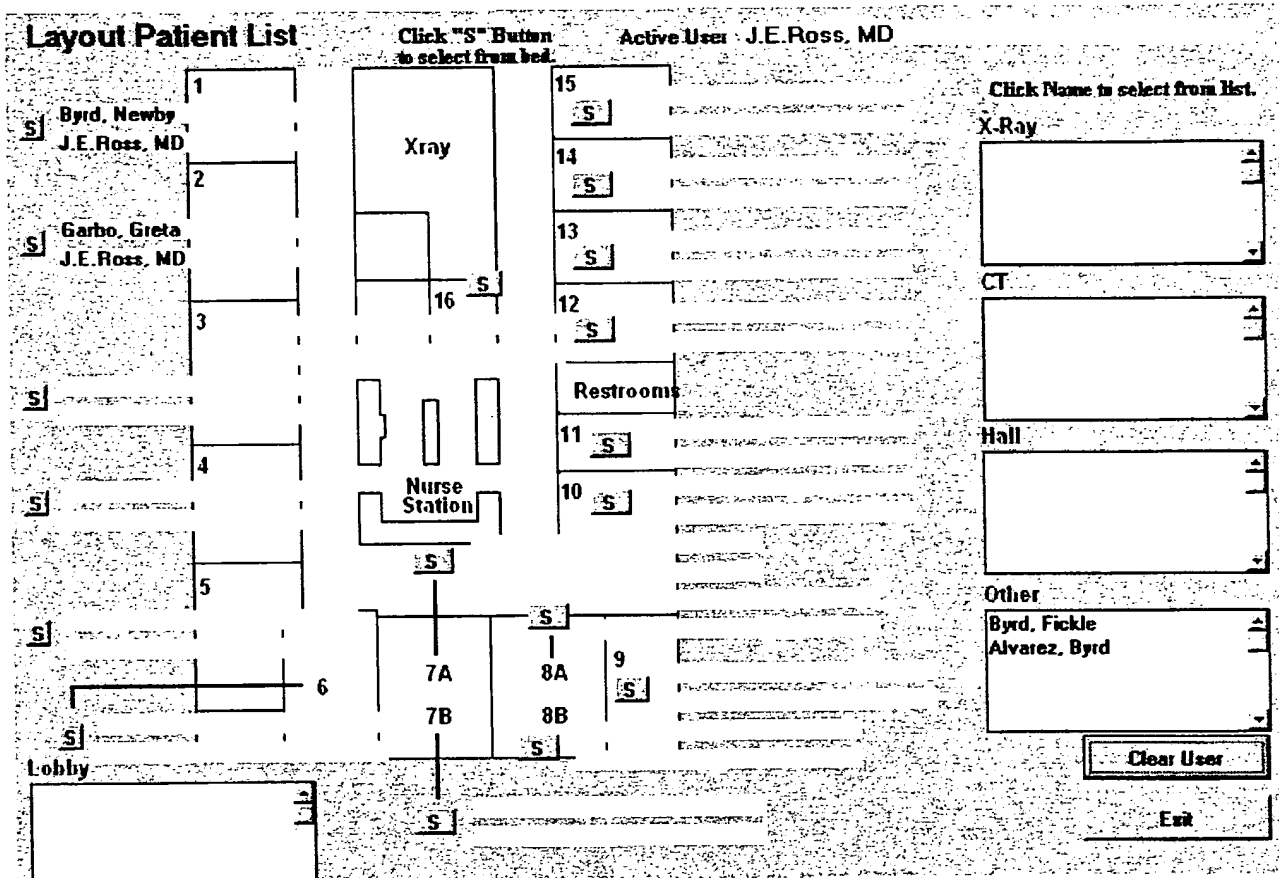 Layout Patient List
Click "S" Button
to select from bed.
Active User J.E.Ross, MD
1
S
Byrd, Newby
J.E.Ross, MD
2
S
Garbo, Greta
J.E.Ross, MD
3
S
4
S
5
S
6
S
Lobby
Xray
16
S
Nurse
Station
S
7A
7B
S
S
8A
8B
S
9
S
15
S
14
S
13
S
12
S
Restrooms
11
S
10
S
Click Name to select from list.
X-Ray
CT
Hall
Other
Byrd, Fickle
Alvarez, Byrd
Clear User
Exit